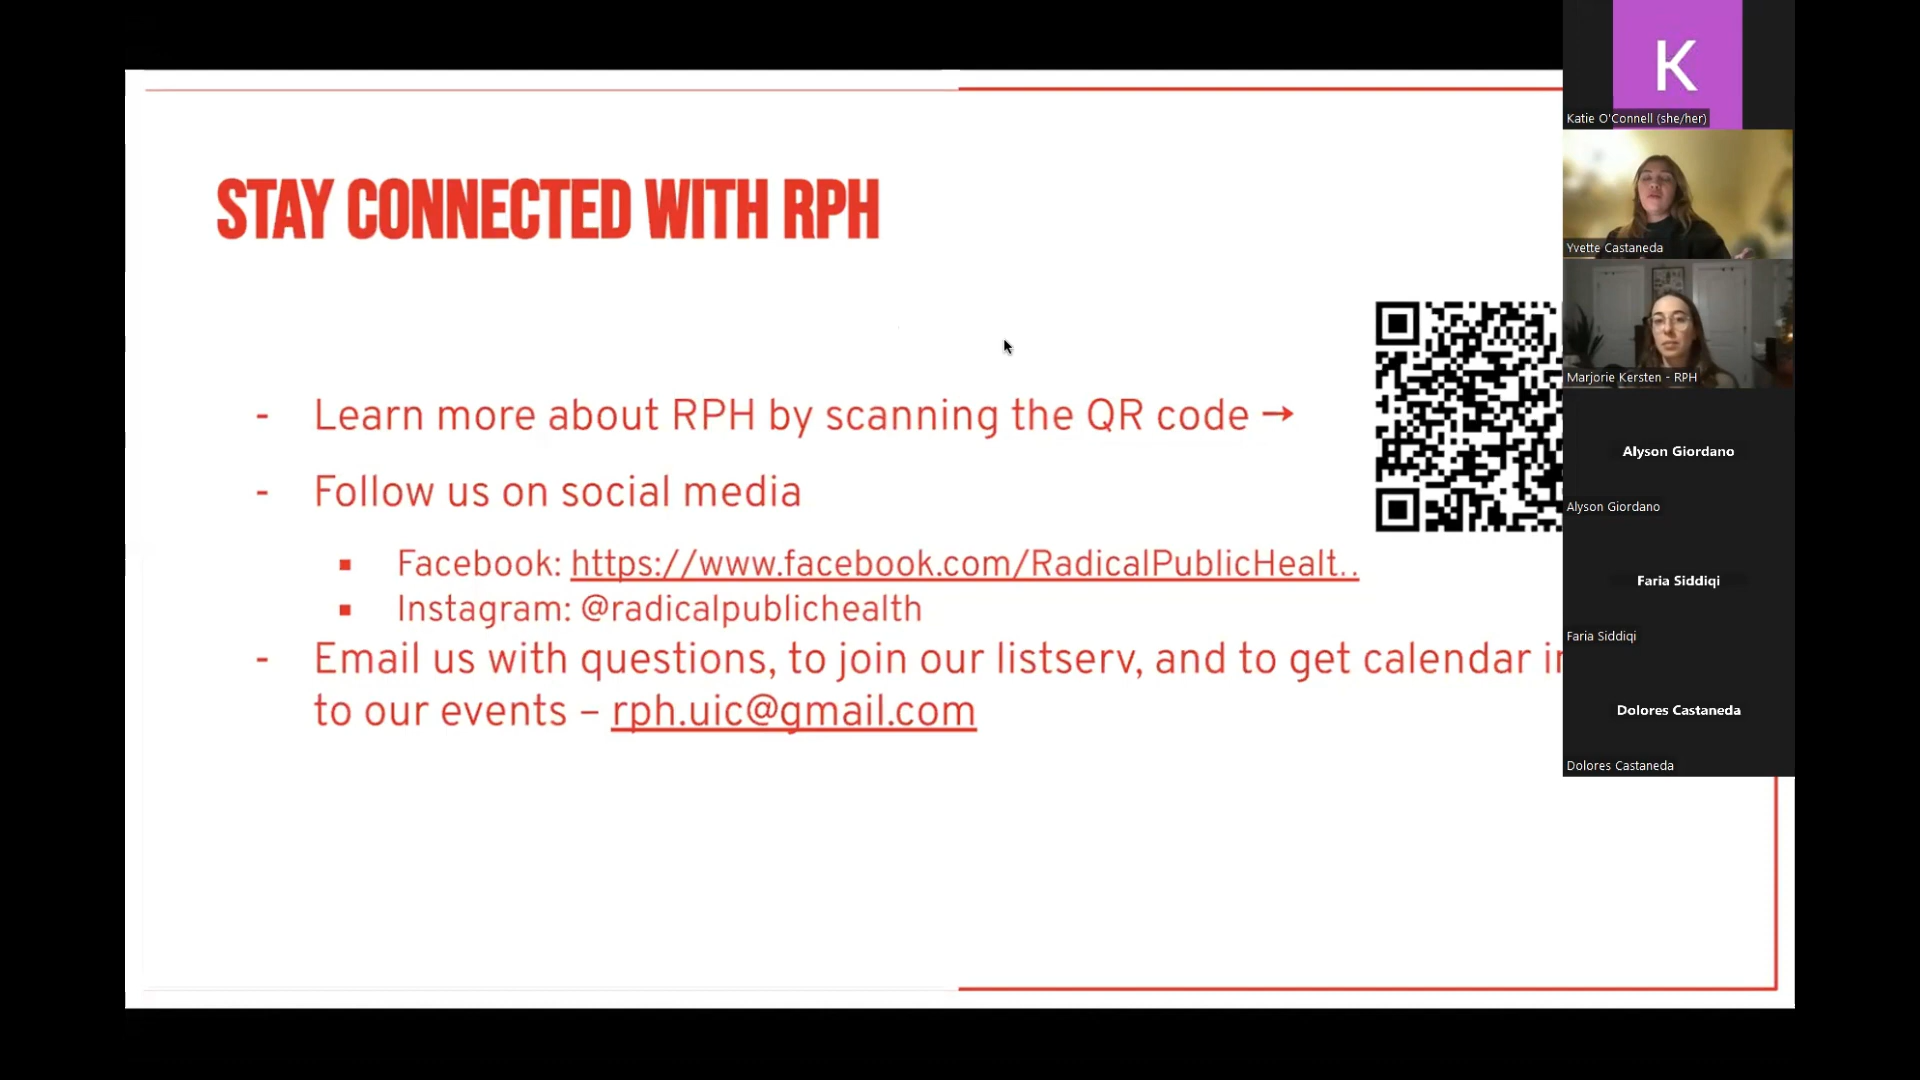 STAY CONNECTED WITH RPH
- Learn more about RPH by scanning the QR code →
- Follow us on social media
▪ Facebook: https://www.facebook.com/RadicalPublicHealt..
▪ Instagram: @radicalpublichealth
- Email us with questions, to join our listserv, and to get calendar
to our events – rph.uic@gmail.com
K
Katie O'Connell (she/her)
Yvette Castaneda
Marjorie Kersten - RPH
Alyson Giordano
Alyson Giordano
Faria Siddiqi
Faria Siddiqi
Dolores Castaneda
Dolores Castaneda